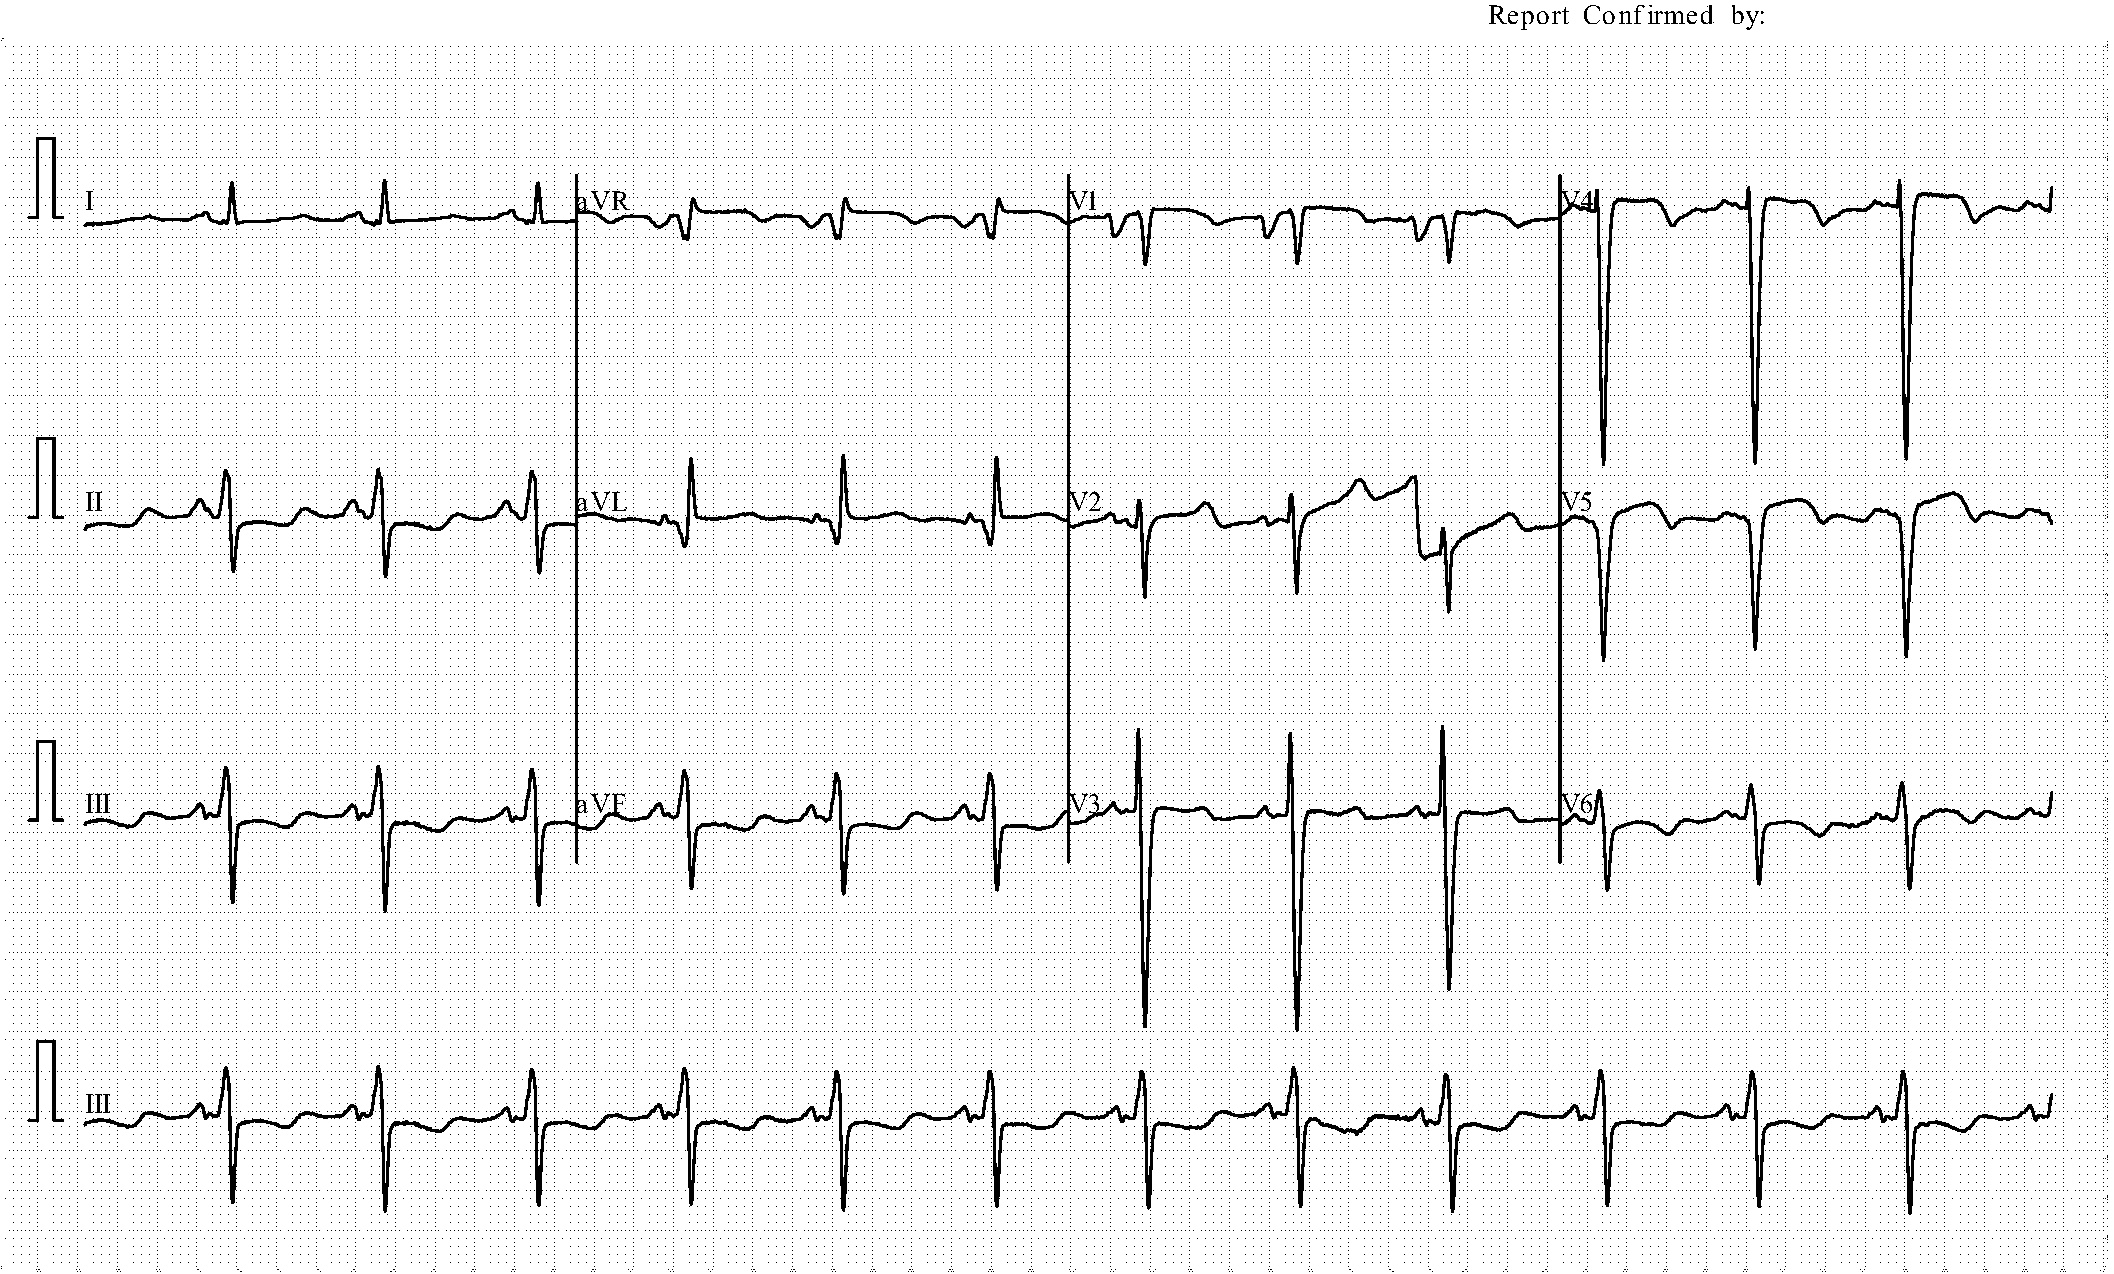 Report Confirmed by:
I aVR V1 V4
II aVL V2 V5
III aVF V3 V6
III